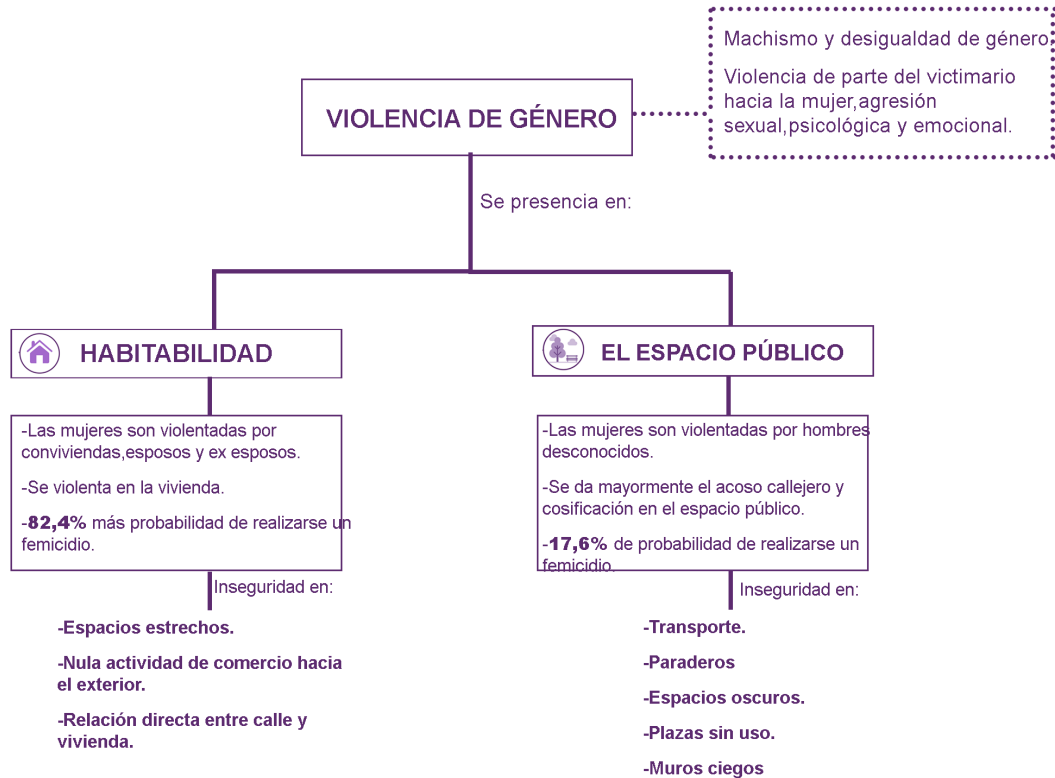 Machismo y desigualdad de género.
Violencia de parte del victimario
hacia la mujer,agresión
sexual,psicológica y emocional.
VIOLENCIA DE GÉNERO
Se presencia en:
HABITABILIDAD
-Las mujeres son violentadas por
conviviendas,esposos y ex esposos.
-Se violenta en la vivienda.
-82,4% más probabilidad de realizarse un
femicidio.
Inseguridad en:
-Espacios estrechos.
-Nula actividad de comercio hacia
el exterior.
-Relación directa entre calle y
vivienda.
EL ESPACIO PÚBLICO
-Las mujeres son violentadas por hombres
desconocidos.
-Se da mayormente el acoso callejero y
cosificación en el espacio público.
-17,6% de probabilidad de realizarse un
femicidio.
Inseguridad en:
-Transporte.
-Paraderos
-Espacios oscuros.
-Plazas sin uso.
-Muros ciegos